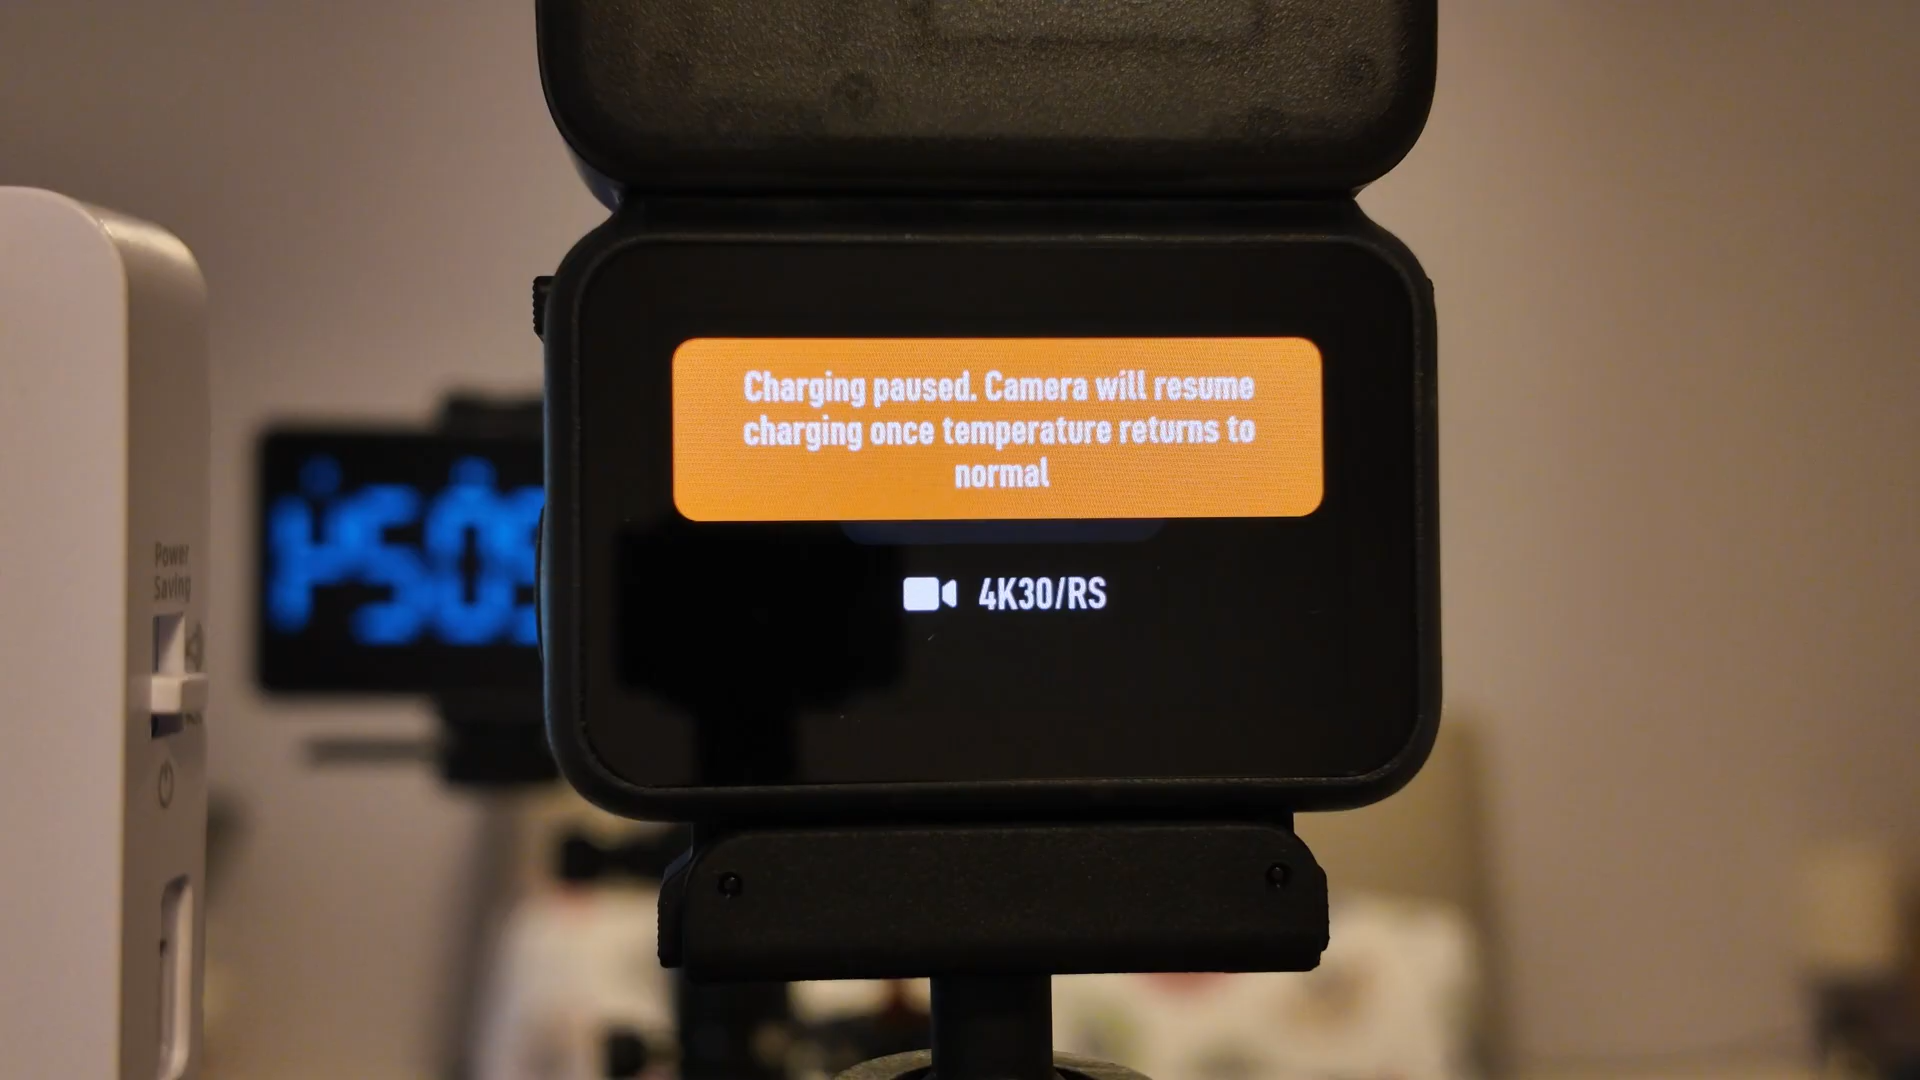 Charging paused. Camera will resume
charging once temperature returns to
normal
4K30/RS
Power
Saving